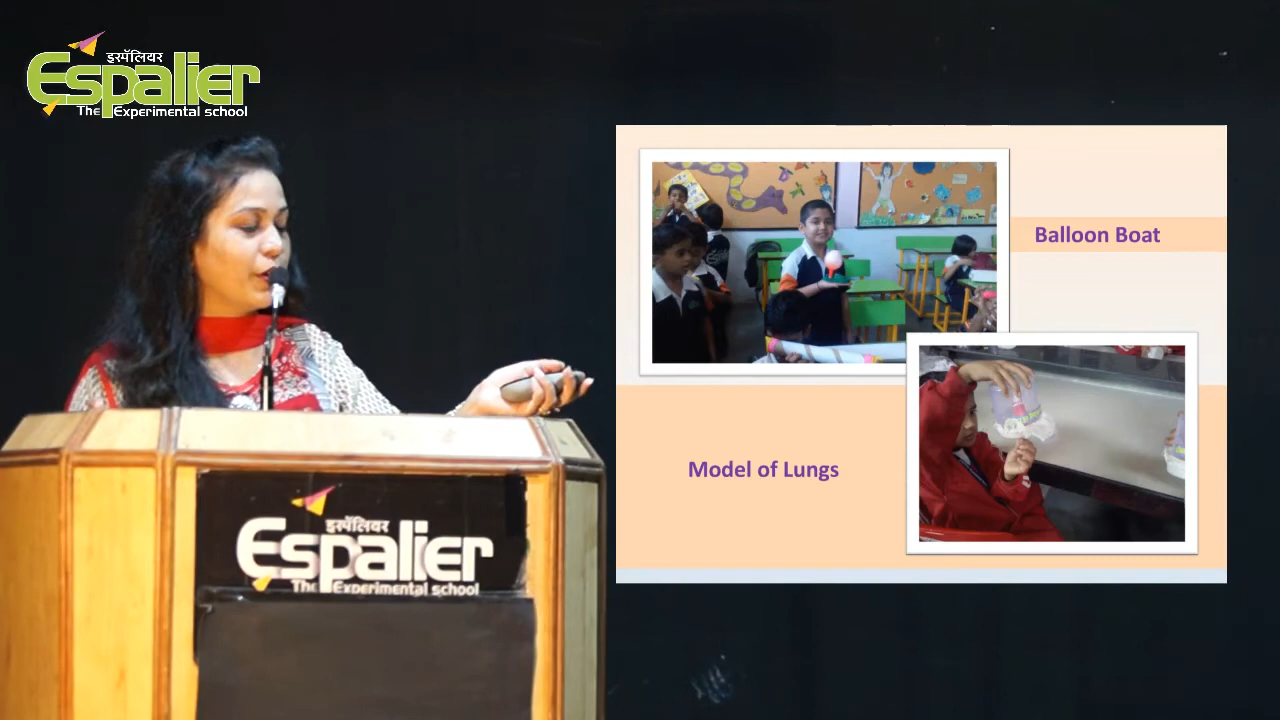 इस्पॅलियर
Espalier
The Experimental school
Balloon Boat
Model of Lungs
इस्पॅलियर
Espalier
The Experimental school